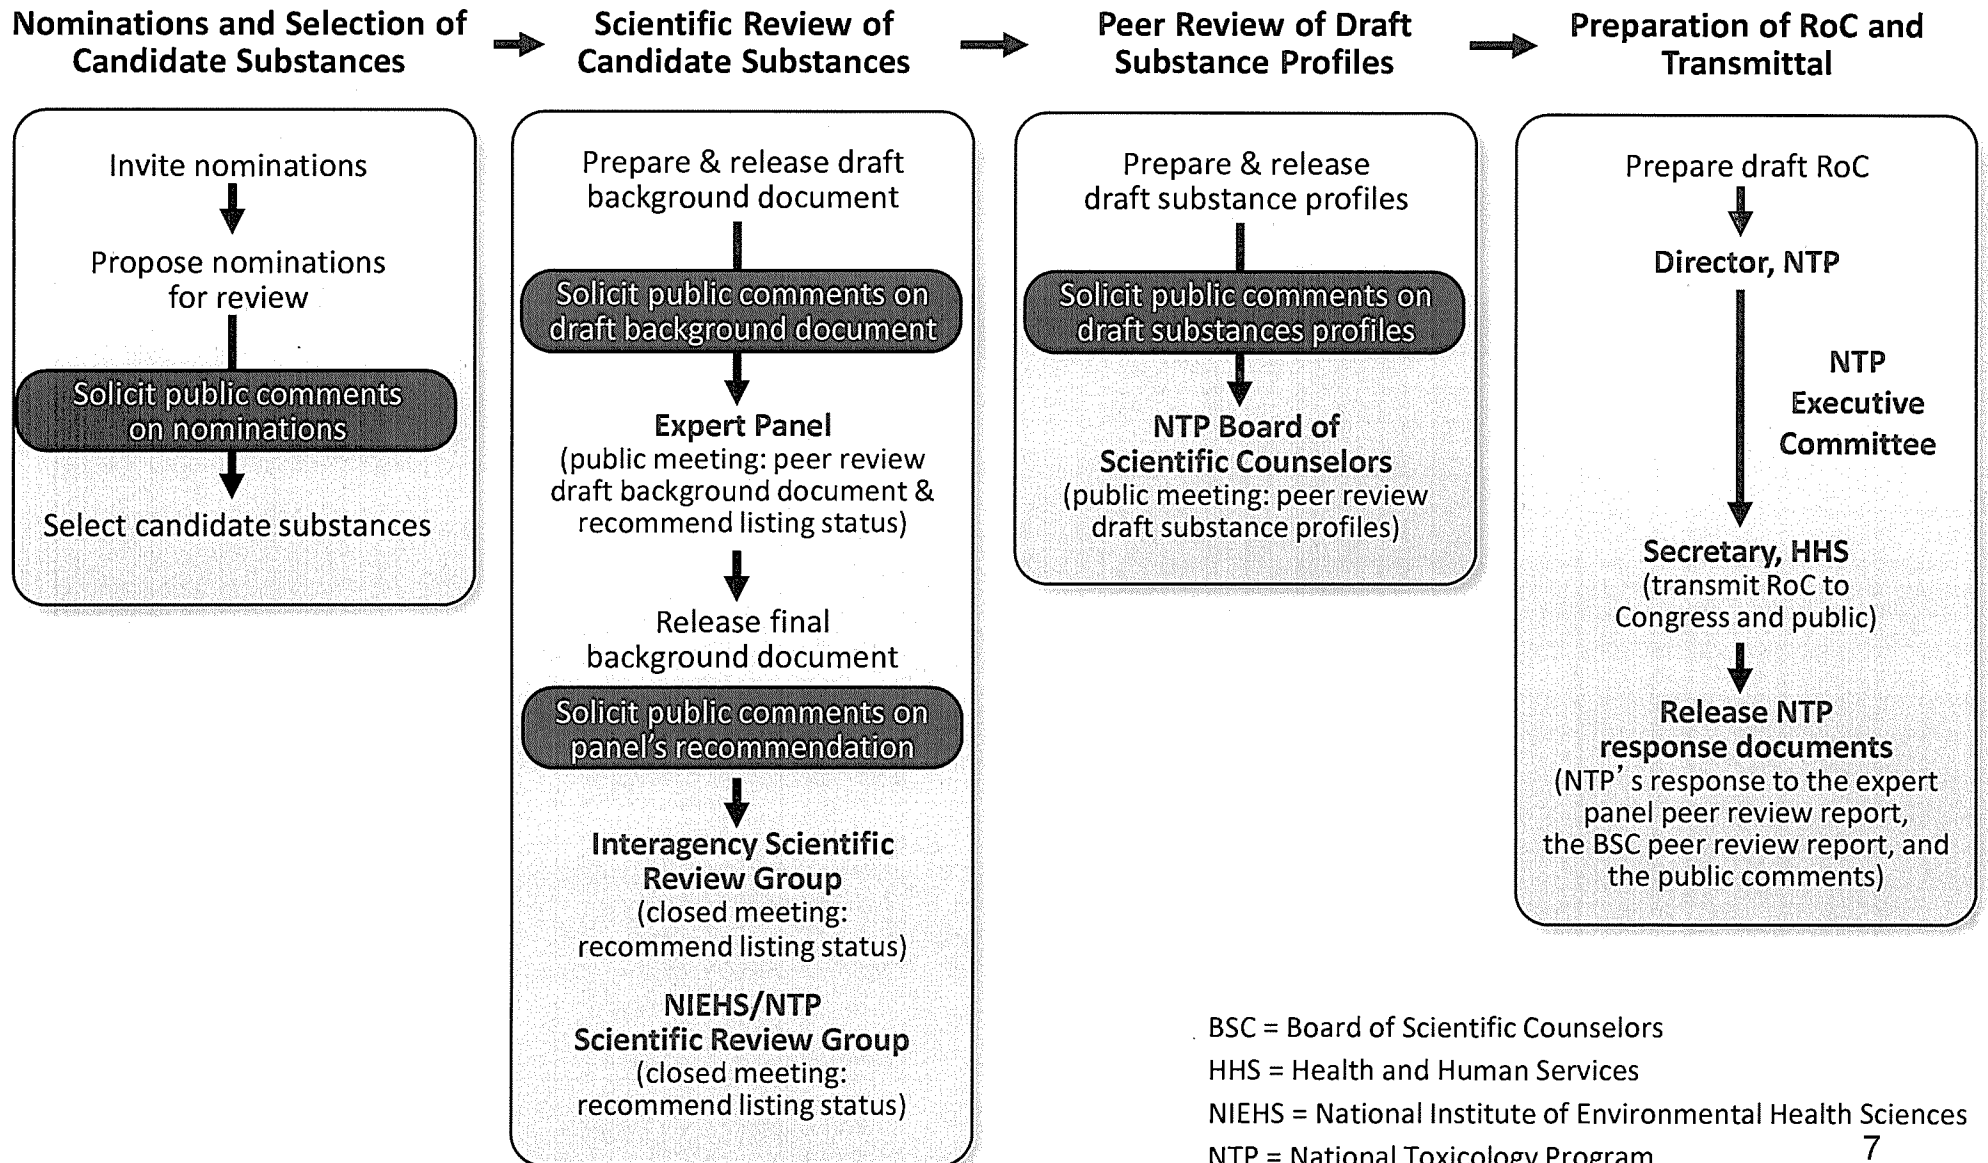 Nominations and Selection of
Candidate Substances
Scientific Review of
Candidate Substances
Peer Review of Draft
Substance Profiles
Preparation of RoC and
Transmittal
Invite nominations
Propose nominations
for review
Solicit public comments
on nominations
Select candidate substances
Prepare & release draft
background document
Solicit public comments on
draft background document
Expert Panel
(public meeting: peer review
draft background document &
recommend listing status)
Release final
background document
Solicit public comments on
panel's recommendation
Interagency Scientific
Review Group
(closed meeting:
recommend listing status)
NIEHS/NTP
Scientific Review Group
(closed meeting:
recommend listing status)
Prepare & release
draft substance profiles
Solicit public comments on
draft substances profiles
NTP Board of
Scientific Counselors
(public meeting: peer review
draft substance profiles)
Prepare draft RoC
Director, NTP
NTP
Executive
Committee
Secretary, HHS
(transmit RoC to
Congress and public)
Release NTP
response documents
(NTP's response to the expert
panel peer review report,
the BSC peer review report, and
the public comments)
BSC = Board of Scientific Counselors
HHS = Health and Human Services
NIEHS = National Institute of Environmental Health Sciences
NTP = National Toxicology Program
7